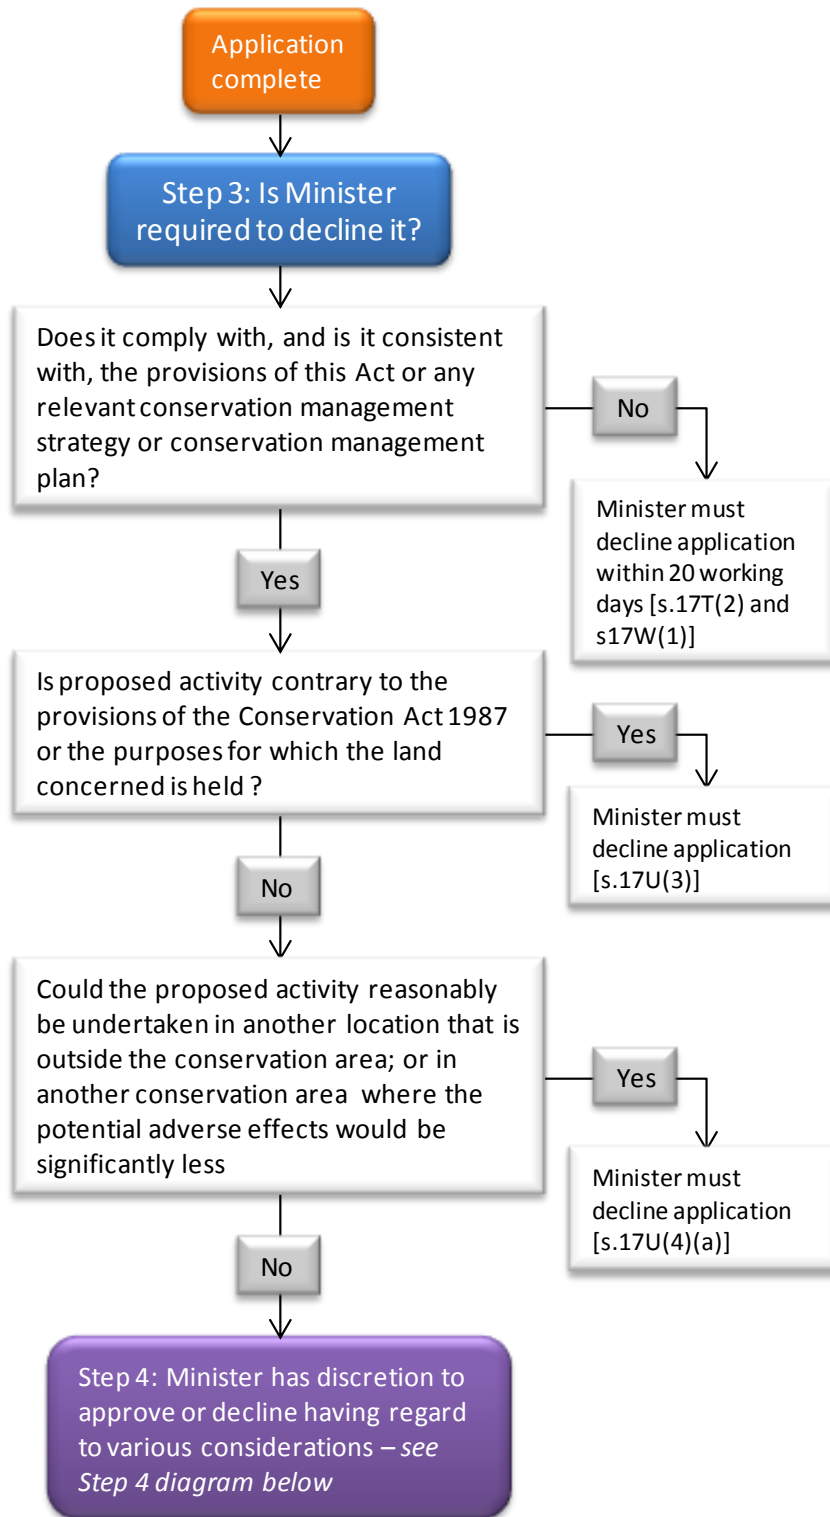 Application
complete
Step 3: Is Minister
required to decline it?
Does it comply with, and is it consistent
with, the provisions of this Act or any
relevant conservation management
strategy or conservation management
plan?
No
Minister must
decline application
within 20 working
days [s.17T(2) and
s17W(1)]
Yes
Is proposed activity contrary to the
provisions of the Conservation Act 1987
or the purposes for which the land
concerned is held ?
Yes
Minister must
decline application
[s.17U(3)]
No
Could the proposed activity reasonably
be undertaken in another location that is
outside the conservation area; or in
another conservation area where the
potential adverse effects would be
significantly less
Yes
Minister must
decline application
[s.17U(4)(a)]
No
Step 4: Minister has discretion to
approve or decline having regard
to various considerations – see
Step 4 diagram below